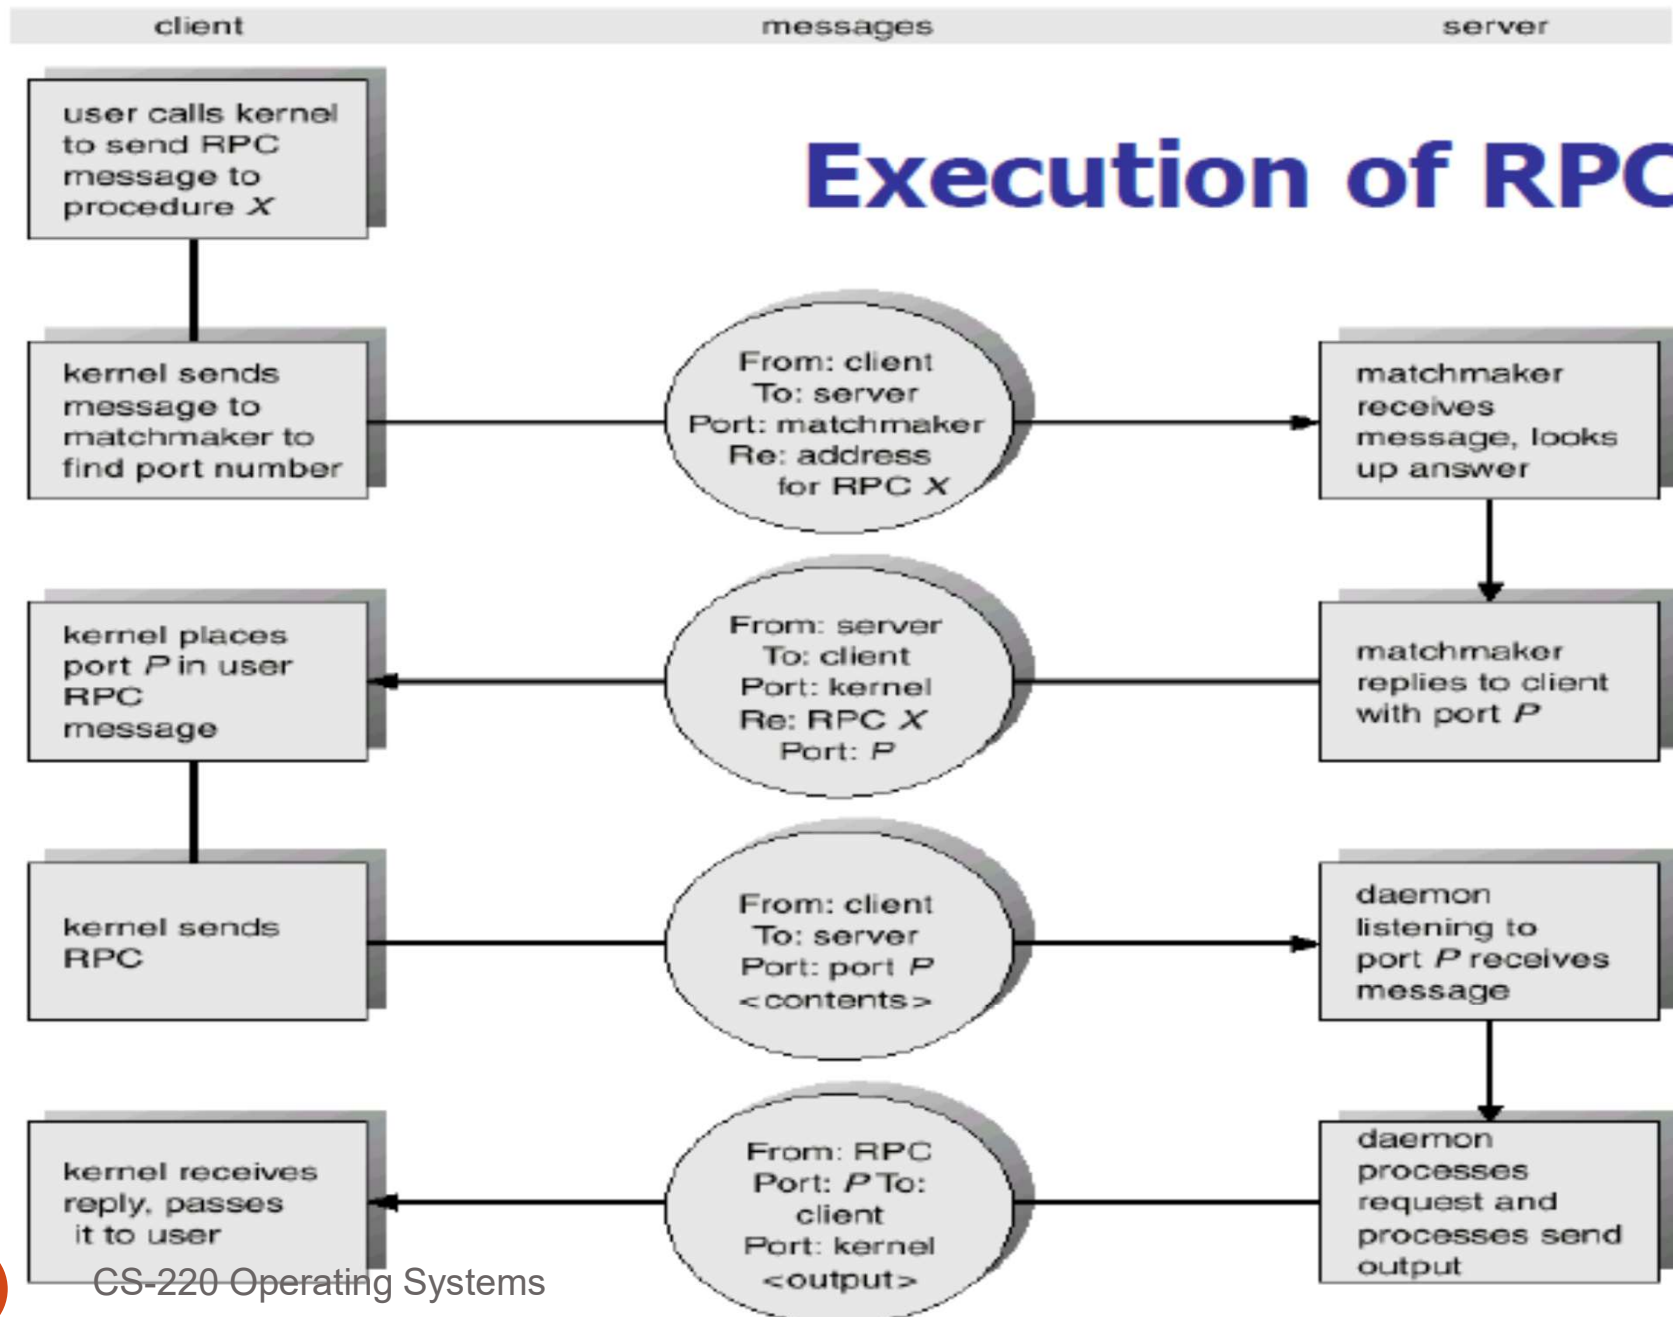 client messages server
Execution of RPC
user calls kernel
to send RPC
message to
procedure X
kernel sends
message to
matchmaker to
find port number
From: client
To: server
Port: matchmaker
Re: address
for RPC X
matchmaker
receives
message, looks
up answer
kernel places
port P in user
RPC
message
From: server
To: client
Port: kernel
Re: RPC X
Port: P
matchmaker
replies to client
with port P
kernel sends
RPC
From: client
To: server
Port: port P
<contents>
daemon
listening to
port P receives
message
kernel receives
reply, passes
it to user
From: RPC
Port: P To:
client
Port: kernel
<output>
daemon
processes
request and
processes send
output
CS-220 Operating Systems